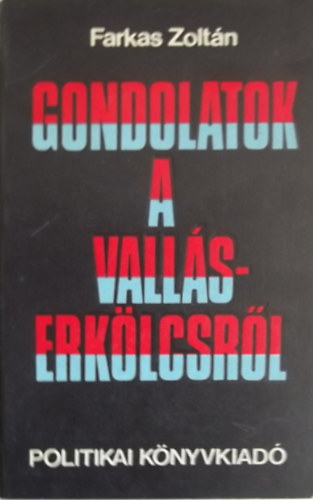 Farkas Zoltán
GONDOLATOK
A
VALLÁS-
ERKÖLCSRŐL
POLITIKAI KÖNYVKIADÓ